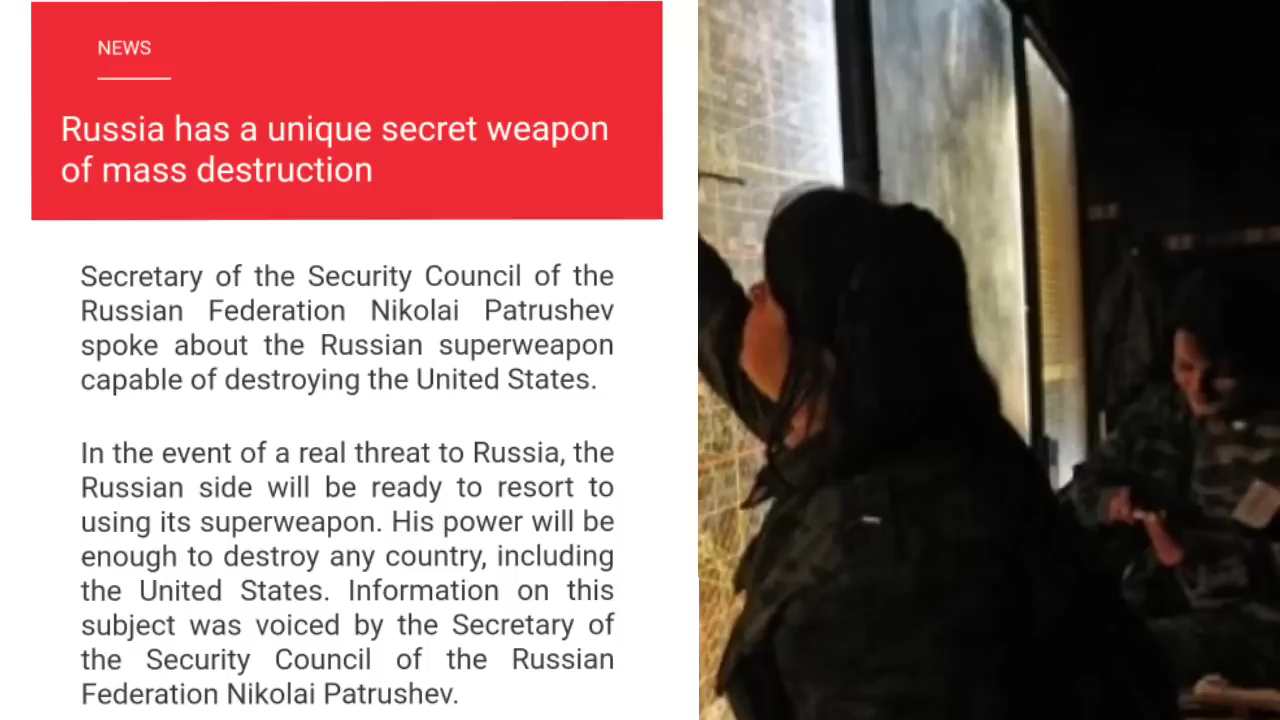 NEWS
Russia has a unique secret weapon
of mass destruction
Secretary of the Security Council of the
Russian Federation Nikolai Patrushev
spoke about the Russian superweapon
capable of destroying the United States.
In the event of a real threat to Russia, the
Russian side will be ready to resort to
using its superweapon. His power will be
enough to destroy any country, including
the United States. Information on this
subject was voiced by the Secretary of
the Security Council of the Russian
Federation Nikolai Patrushev.